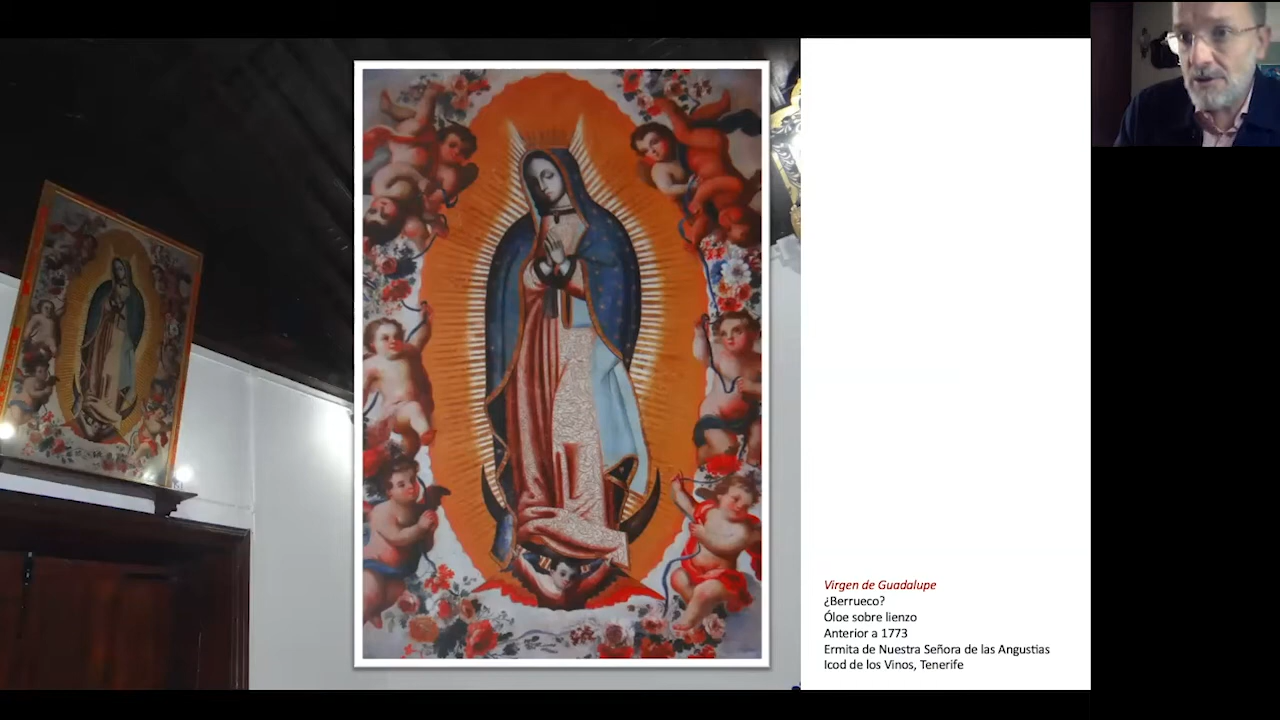 Virgen de Guadalupe
¿Berrueco?
Óloe sobre lienzo
Anterior a 1773
Ermita de Nuestra Señora de las Angustias
Icod de los Vinos, Tenerife